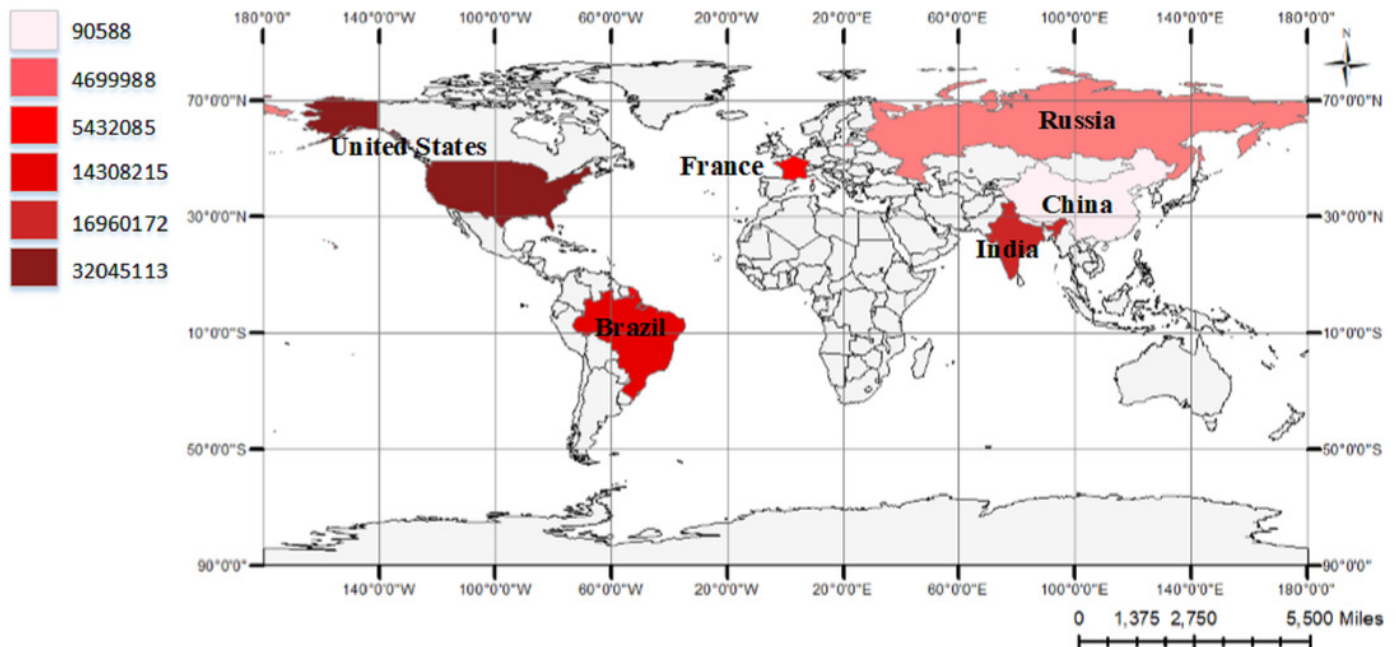 90588
4699988
5432085
14308215
16960172
32045113
180°0'0" 140°0'0"W 100°0'0"W 60°0'0"W 20°0'0"W 20°0'0"E 60°0'0"E 100°0'0"E 140°0'0"E 180°0'0"
N
70°0'0"N 70°0'0"N
Russia
United States
France
China
30°0'0"N 30°0'0"N
India
Brazil
10°0'0"S 10°0'0"S
50°0'0"S 50°0'0"S
90°0'0" 90°0'0"
140°0'0"W 100°0'0"W 60°0'0"W 20°0'0"W 20°0'0"E 60°0'0"E 100°0'0"E 140°0'0"E 180°0'0"
0 1,375 2,750 5,500 Miles